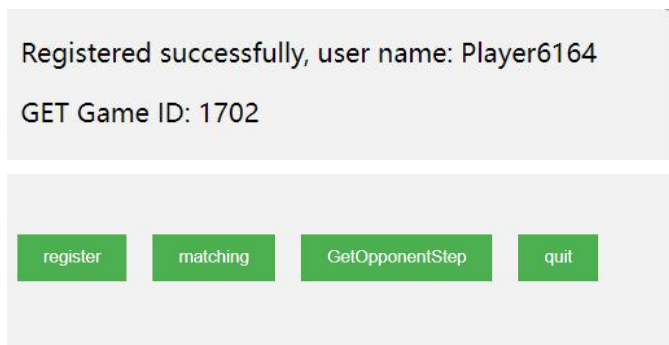 Registered successfully, user name: Player6164
GET Game ID: 1702
register matching GetOpponentStep quit